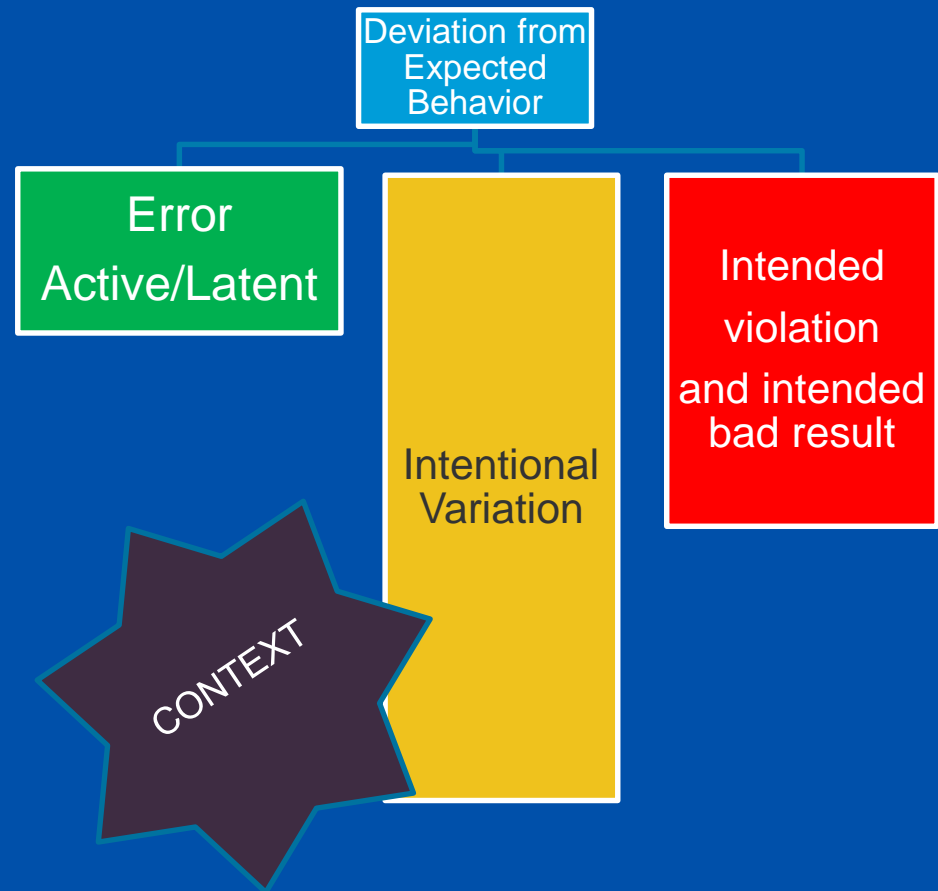 Deviation from
Expected
Behavior
Error
Active/Latent
Intentional
Variation
Intended
violation
and intended
bad result
CONTEXT